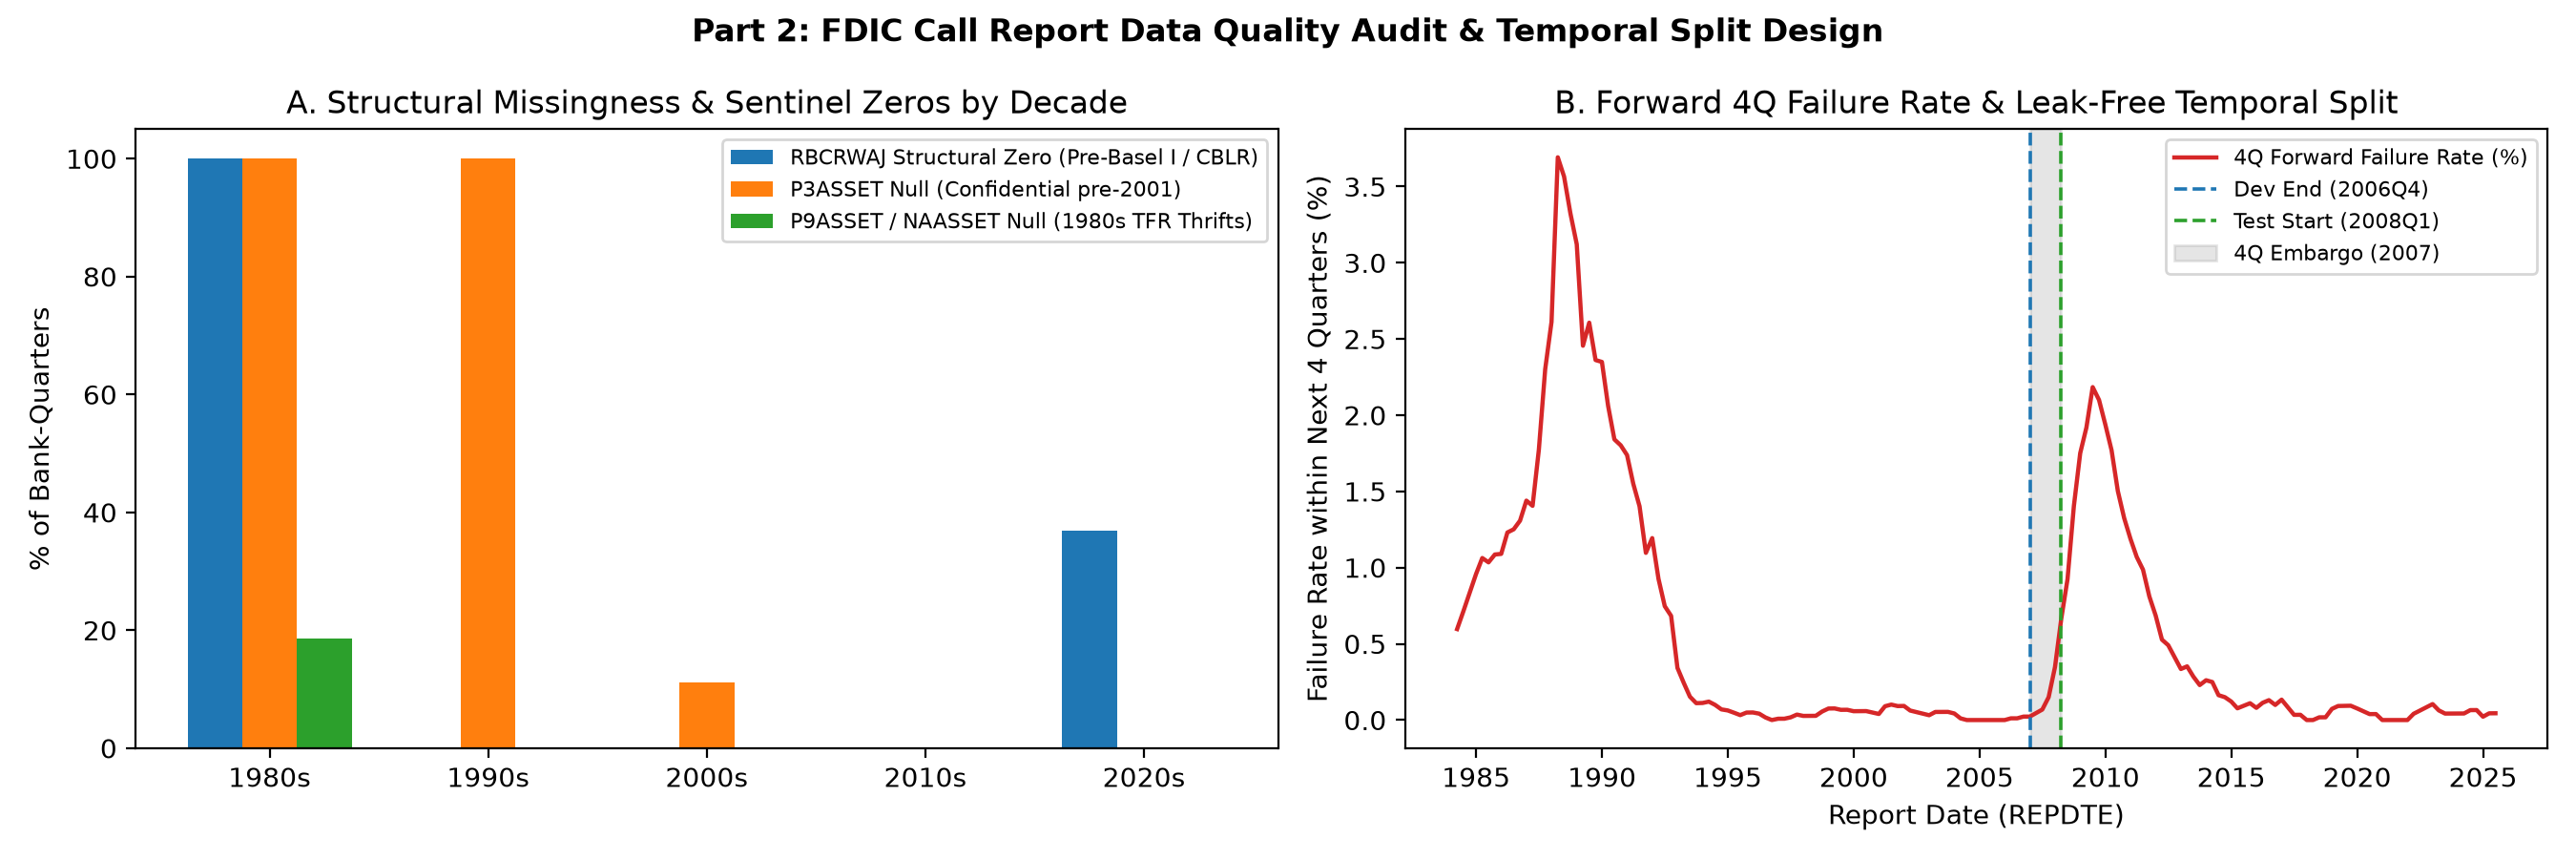 Part 2: FDIC Call Report Data Quality Audit & Temporal Split Design
A. Structural Missingness & Sentinel Zeros by Decade
% of Bank-Quarters
100
80
60
40
20
0
RBCRWAJ Structural Zero (Pre-Basel I / CBLR)
P3ASSET Null (Confidential pre-2001)
P9ASSET / NAASSET Null (1980s TFR Thrifts)
1980s 1990s 2000s 2010s 2020s
B. Forward 4Q Failure Rate & Leak-Free Temporal Split
Failure Rate within Next 4 Quarters (%)
3.5
3.0
2.5
2.0
1.5
1.0
0.5
0.0
4Q Forward Failure Rate (%)
Dev End (2006Q4)
Test Start (2008Q1)
4Q Embargo (2007)
1985 1990 1995 2000 2005 2010 2015 2020 2025
Report Date (REPDTE)